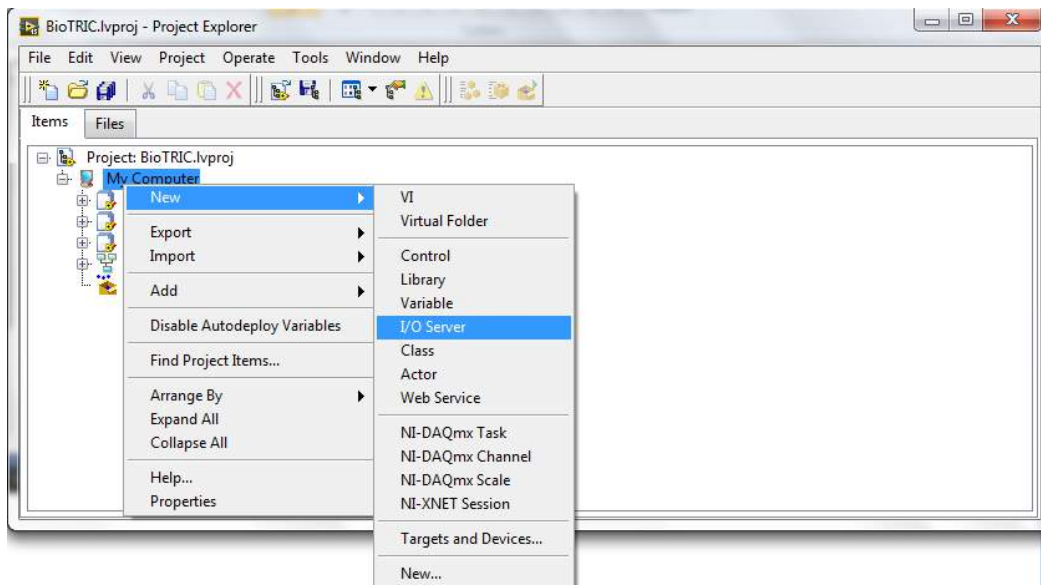 BioTRIC.lvproj - Project Explorer
File Edit View Project Operate Tools Window Help
Items Files
Project: BioTRIC.lvproj
My Computer
New
Export
Import
Add
Disable Autodeploy Variables
Find Project Items...
Arrange By
Expand All
Collapse All
Help...
Properties
VI
Virtual Folder
Control
Library
Variable
I/O Server
Class
Actor
Web Service
NI-DAQmx Task
NI-DAQmx Channel
NI-DAQmx Scale
NI-XNET Session
Targets and Devices...
New...